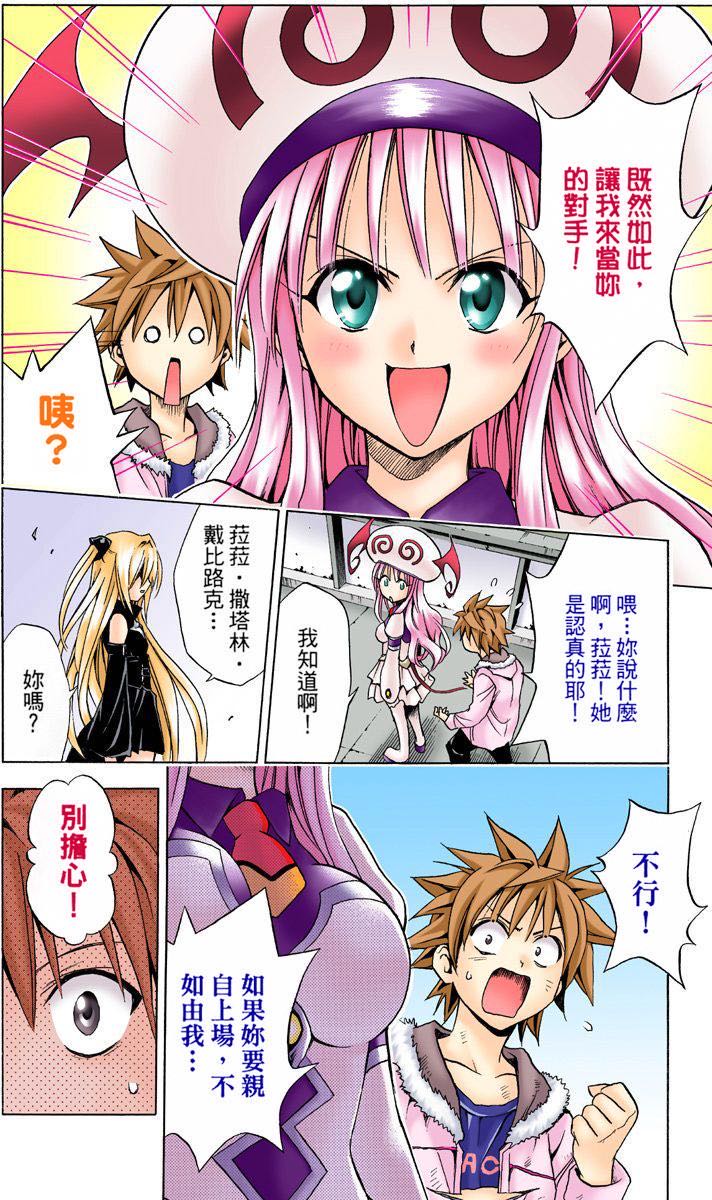 既然如此，
讓我來當妳
的對手！
咦？
喂…妳說什麼
啊，菈菈！她
是認真的耶！
我知道啊！
菈菈・撒塔林・
戴比路克…
妳嗎？
不行！
如果妳要親
自上場，不
如由我…
AC
別擔心！